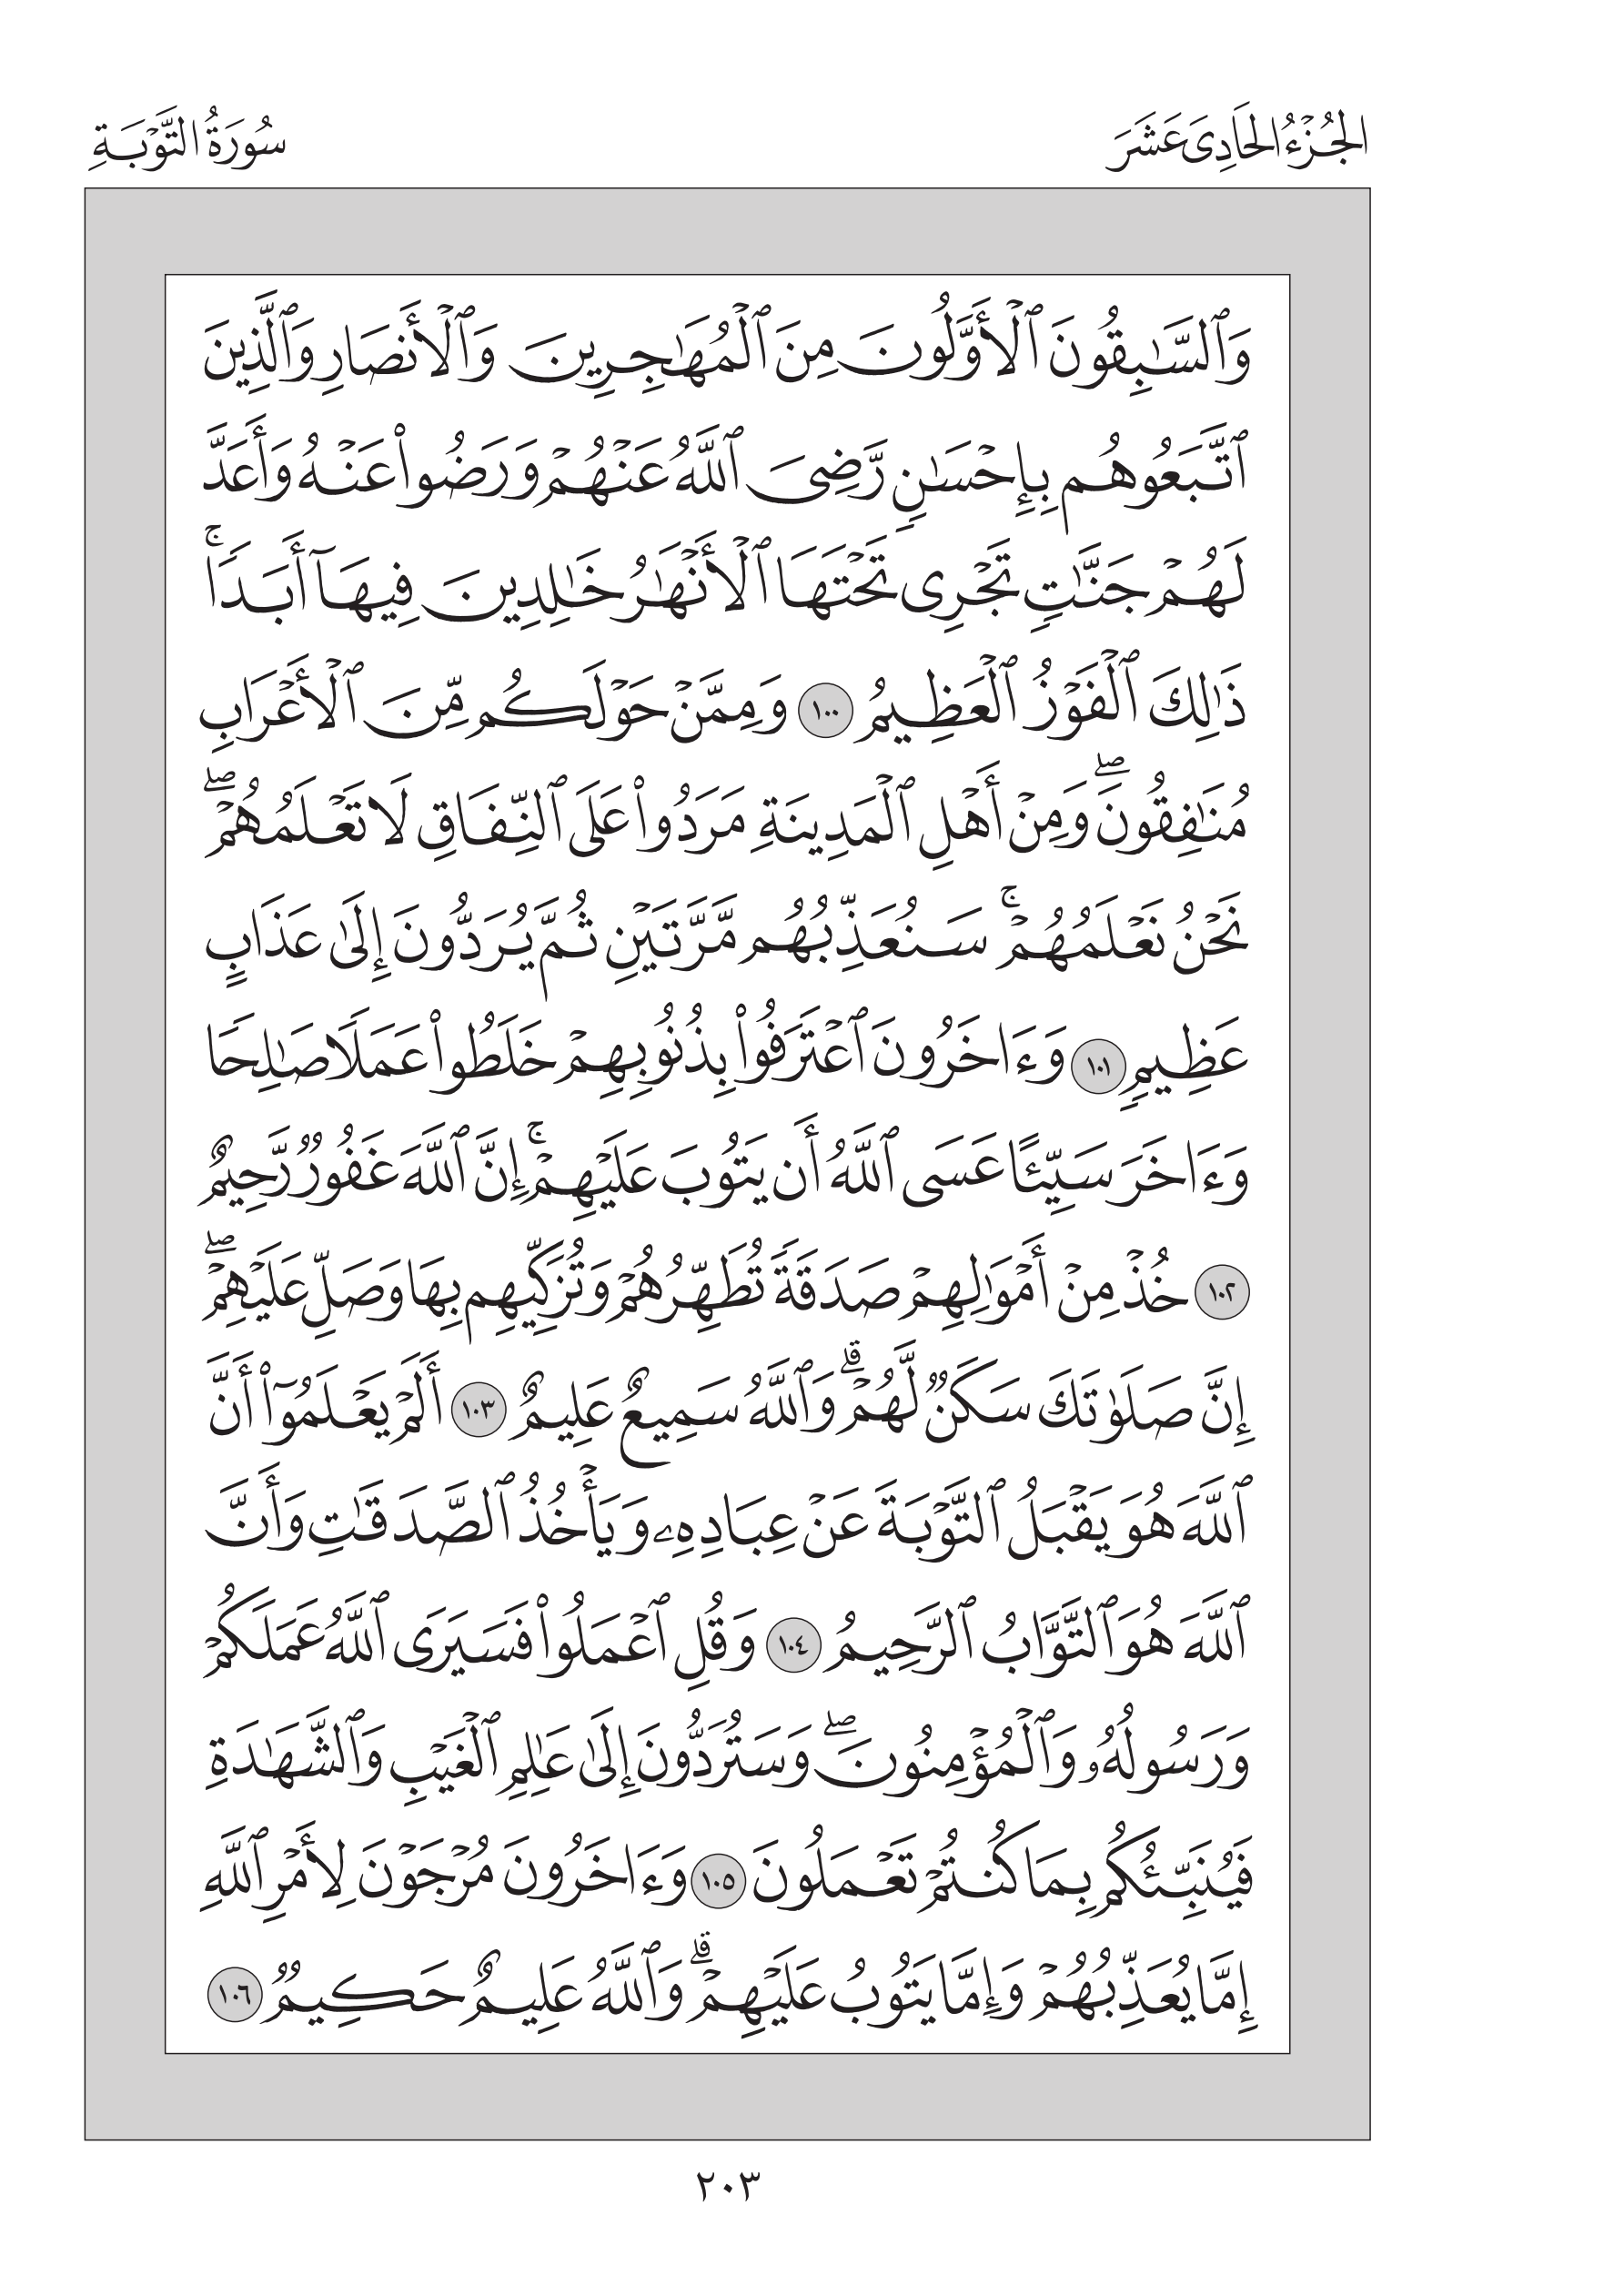 الجُزْءُ الحَادِىَ عَشَرَ
سُورَةُ التَّوْبَةِ
وَٱلسَّٰبِقُونَ ٱلْأَوَّلُونَ مِنَ ٱلْمُهَٰجِرِينَ وَٱلْأَنصَارِ وَٱلَّذِينَ
ٱتَّبَعُوهُم بِإِحْسَٰنٍ رَّضِىَ ٱللَّهُ عَنْهُمْ وَرَضُوا۟ عَنْهُ وَأَعَدَّ
لَهُمْ جَنَّٰتٍ تَجْرِى تَحْتَهَا ٱلْأَنْهَٰرُ خَٰلِدِينَ فِيهَآ أَبَدًا ۚ
ذَٰلِكَ ٱلْفَوْزُ ٱلْعَظِيمُ ١٠٠ وَمِمَّنْ حَوْلَكُم مِّنَ ٱلْأَعْرَابِ
مُنَٰفِقُونَ ۖ وَمِنْ أَهْلِ ٱلْمَدِينَةِ مَرَدُوا۟ عَلَى ٱلنِّفَاقِ لَا تَعْلَمُهُمْ ۖ
نَحْنُ نَعْلَمُهُمْ ۚ سَنُعَذِّبُهُم مَّرَّتَيْنِ ثُمَّ يُرَدُّونَ إِلَىٰ عَذَابٍ
عَظِيمٍ ١٠١ وَءَاخَرُونَ ٱعْتَرَفُوا۟ بِذُنُوبِهِمْ خَلَطُوا۟ عَمَلًا صَٰلِحًا
وَءَاخَرَ سَيِّئًا عَسَى ٱللَّهُ أَن يَتُوبَ عَلَيْهِمْ ۚ إِنَّ ٱللَّهَ غَفُورٌ رَّحِيمٌ
١٠٢ خُذْ مِنْ أَمْوَٰلِهِمْ صَدَقَةً تُطَهِّرُهُمْ وَتُزَكِّيهِم بِهَا وَصَلِّ عَلَيْهِمْ ۖ
إِنَّ صَلَوٰتَكَ سَكَنٌ لَّهُمْ ۗ وَٱللَّهُ سَمِيعٌ عَلِيمٌ ١٠٣ أَلَمْ يَعْلَمُوٓا۟ أَنَّ
ٱللَّهَ هُوَ يَقْبَلُ ٱلتَّوْبَةَ عَنْ عِبَادِهِۦ وَيَأْخُذُ ٱلصَّدَقَٰتِ وَأَنَّ
ٱللَّهَ هُوَ ٱلتَّوَّابُ ٱلرَّحِيمُ ١٠٤ وَقُلِ ٱعْمَلُوا۟ فَسَيَرَى ٱللَّهُ عَمَلَكُمْ
وَرَسُولُهُۥ وَٱلْمُؤْمِنُونَ ۖ وَسَتُرَدُّونَ إِلَىٰ عَٰلِمِ ٱلْغَيْبِ وَٱلشَّهَٰدَةِ
فَيُنَبِّئُكُم بِمَا كُنتُمْ تَعْمَلُونَ ١٠٥ وَءَاخَرُونَ مُرْجَوْنَ لِأَمْرِ ٱللَّهِ
إِمَّا يُعَذِّبُهُمْ وَإِمَّا يَتُوبُ عَلَيْهِمْ ۗ وَٱللَّهُ عَلِيمٌ حَكِيمٌ ١٠٦
٢٠٣